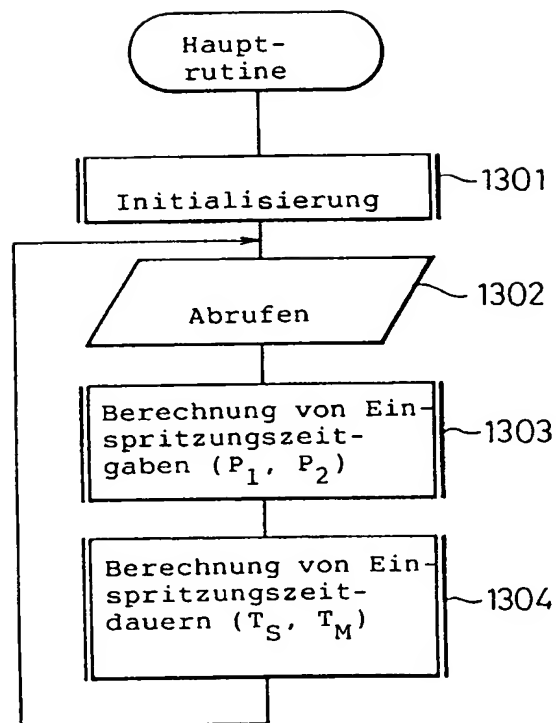 Haupt-
rutine
Initialisierung
1301
Abrufen
1302
Berechnung von Ein-
spritzungszeit-
gaben (P1, P2)
1303
Berechnung von Ein-
spritzungszeit-
dauern (TS, TM)
1304